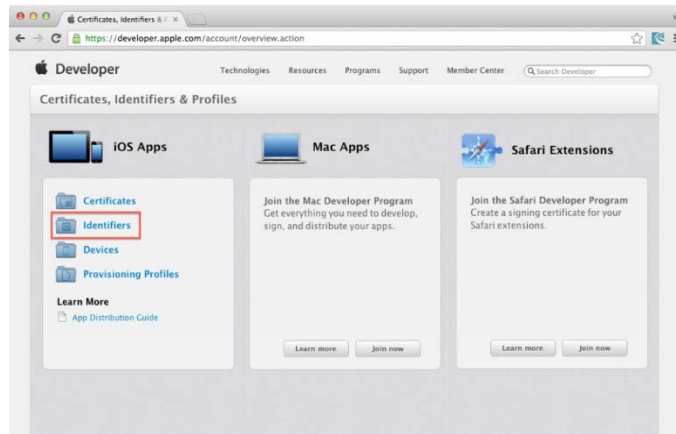 Certificates, Identifiers & P
https://developer.apple.com/account/overview.action
Developer
Technologies Resources Programs Support Member Center Search Developer
Certificates, Identifiers & Profiles
iOS Apps
Certificates
Identifiers
Devices
Provisioning Profiles
Learn More
App Distribution Guide
Mac Apps
Join the Mac Developer Program
Get everything you need to develop,
sign, and distribute your apps.
Learn more Join now
Safari Extensions
Join the Safari Developer Program
Create a signing certificate for your
Safari extensions.
Learn more Join now